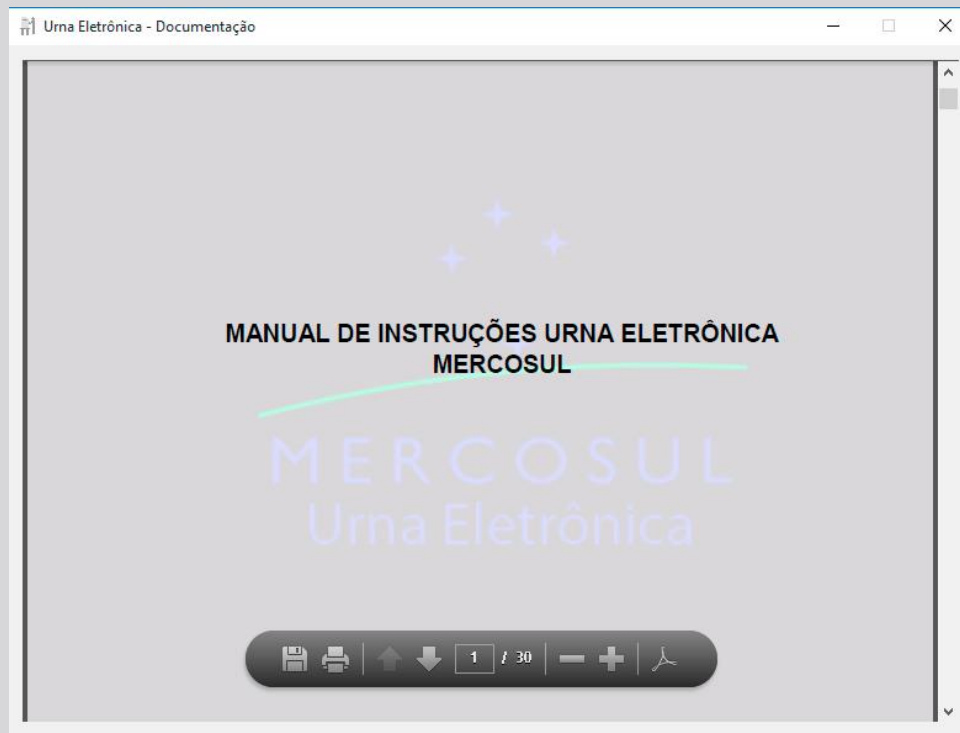 Urna Eletrônica - Documentação
MANUAL DE INSTRUÇÕES URNA ELETRÔNICA
MERCOSUL
MERCOSUL
Urna Eletrônica
1 / 30